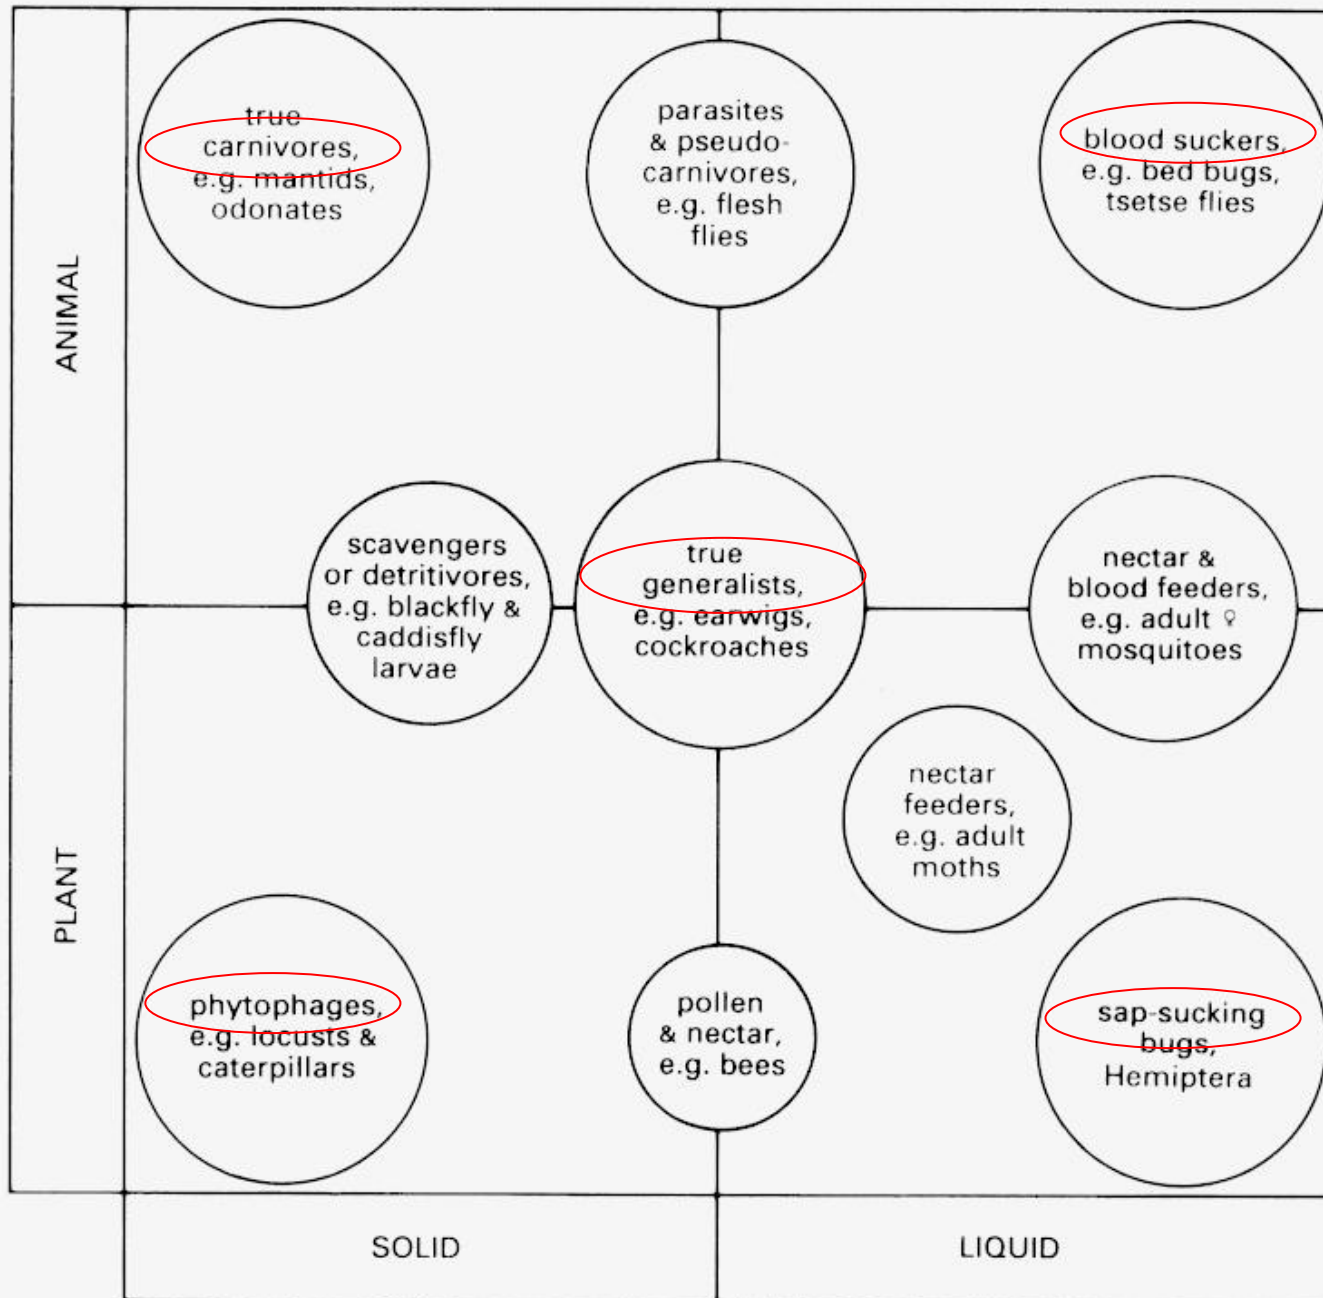 ANIMAL
true
carnivores,
e.g. mantids,
odonates
parasites
& pseudo-
carnivores,
e.g. flesh
flies
blood suckers,
e.g. bed bugs,
tsetse flies
scavengers
or detritivores,
e.g. blackfly &
caddisfly
larvae
true
generalists,
e.g. earwigs,
cockroaches
nectar &
blood feeders,
e.g. adult ♀
mosquitoes
PLANT
nectar
feeders,
e.g. adult
moths
phytophages,
e.g. locusts &
caterpillars
pollen
& nectar,
e.g. bees
sap-sucking
bugs,
Hemiptera
SOLID
LIQUID